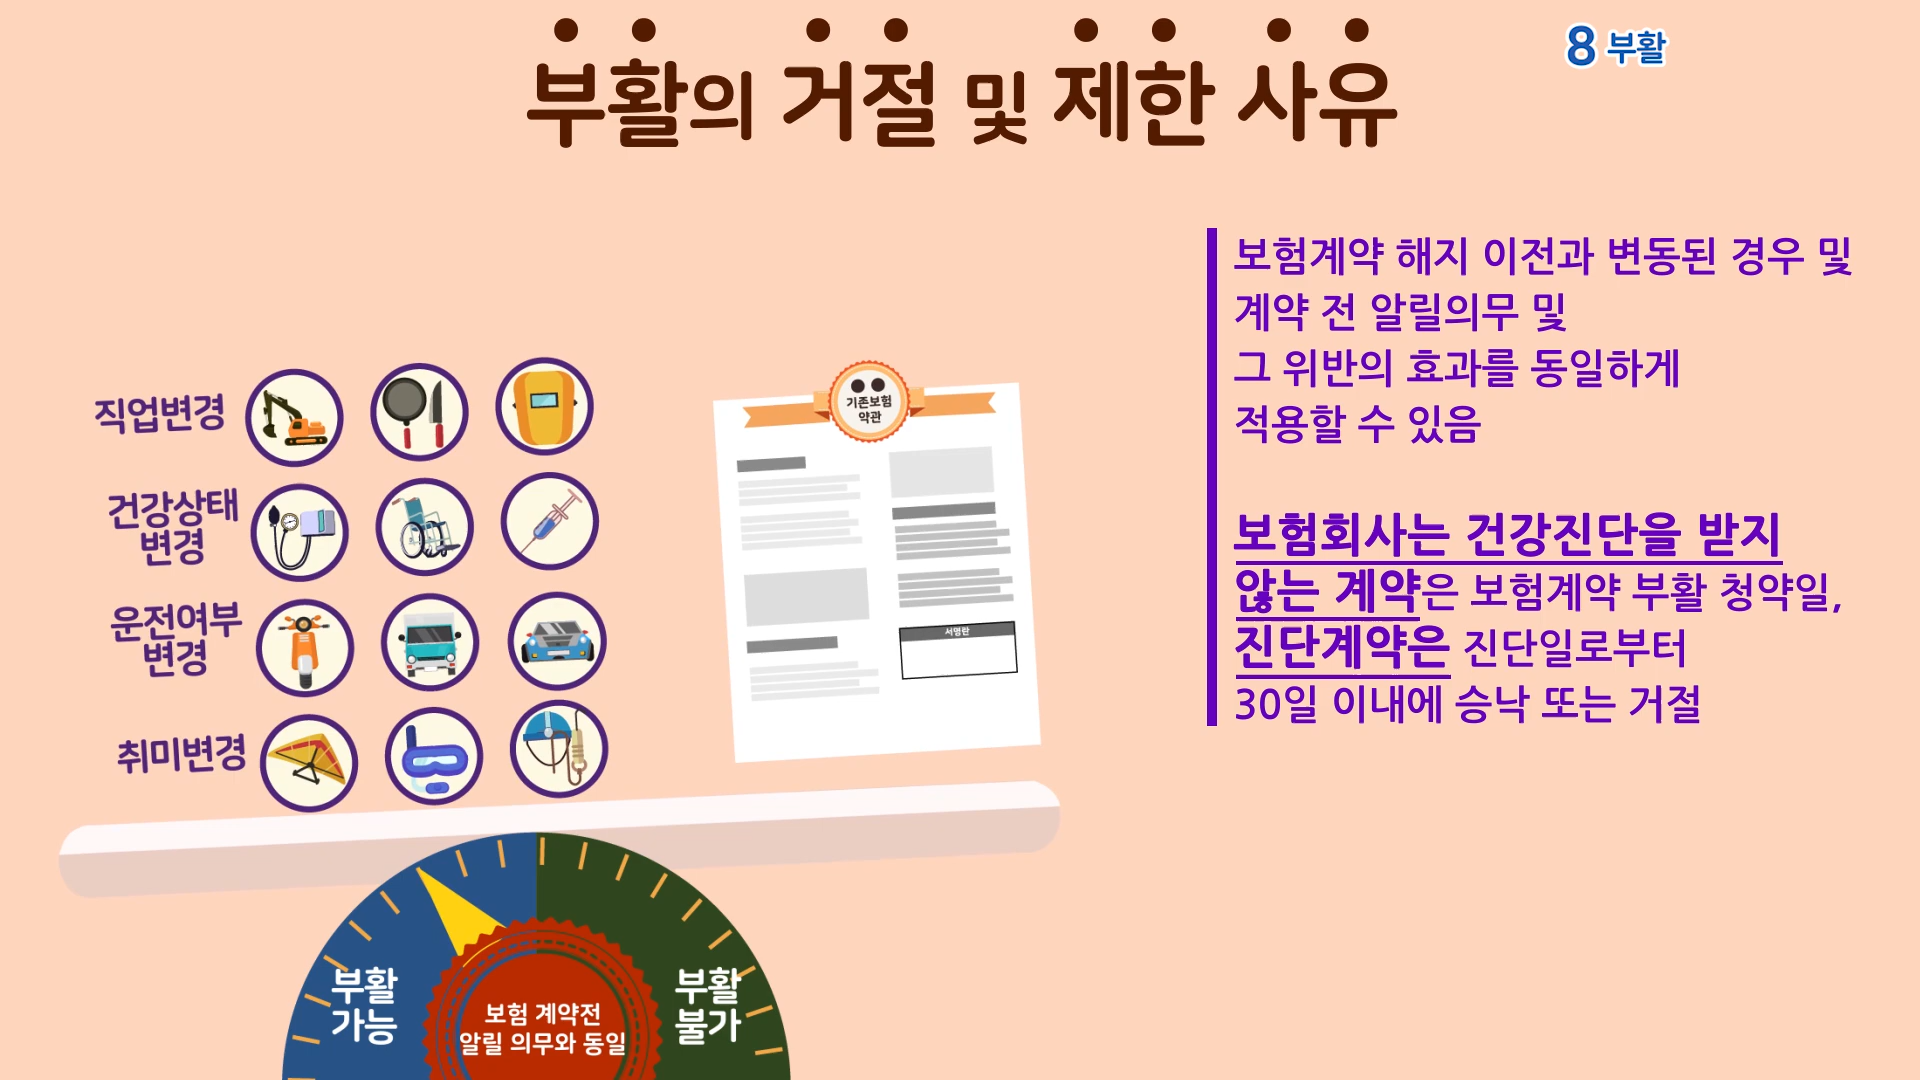 부활의 거절 및 제한 사유
8 부활
보험계약 해지 이전과 변동된 경우 및
계약 전 알릴의무 및
그 위반의 효과를 동일하게
적용할 수 있음
보험회사는 건강진단을 받지
않는 계약은 보험계약 부활 청약일,
진단계약은 진단일로부터
30일 이내에 승낙 또는 거절
직업변경
건강상태
변경
운전여부
변경
취미변경
기존보험
약관
서명란
부활
가능
보험 계약전
알릴 의무와 동일
부활
불가